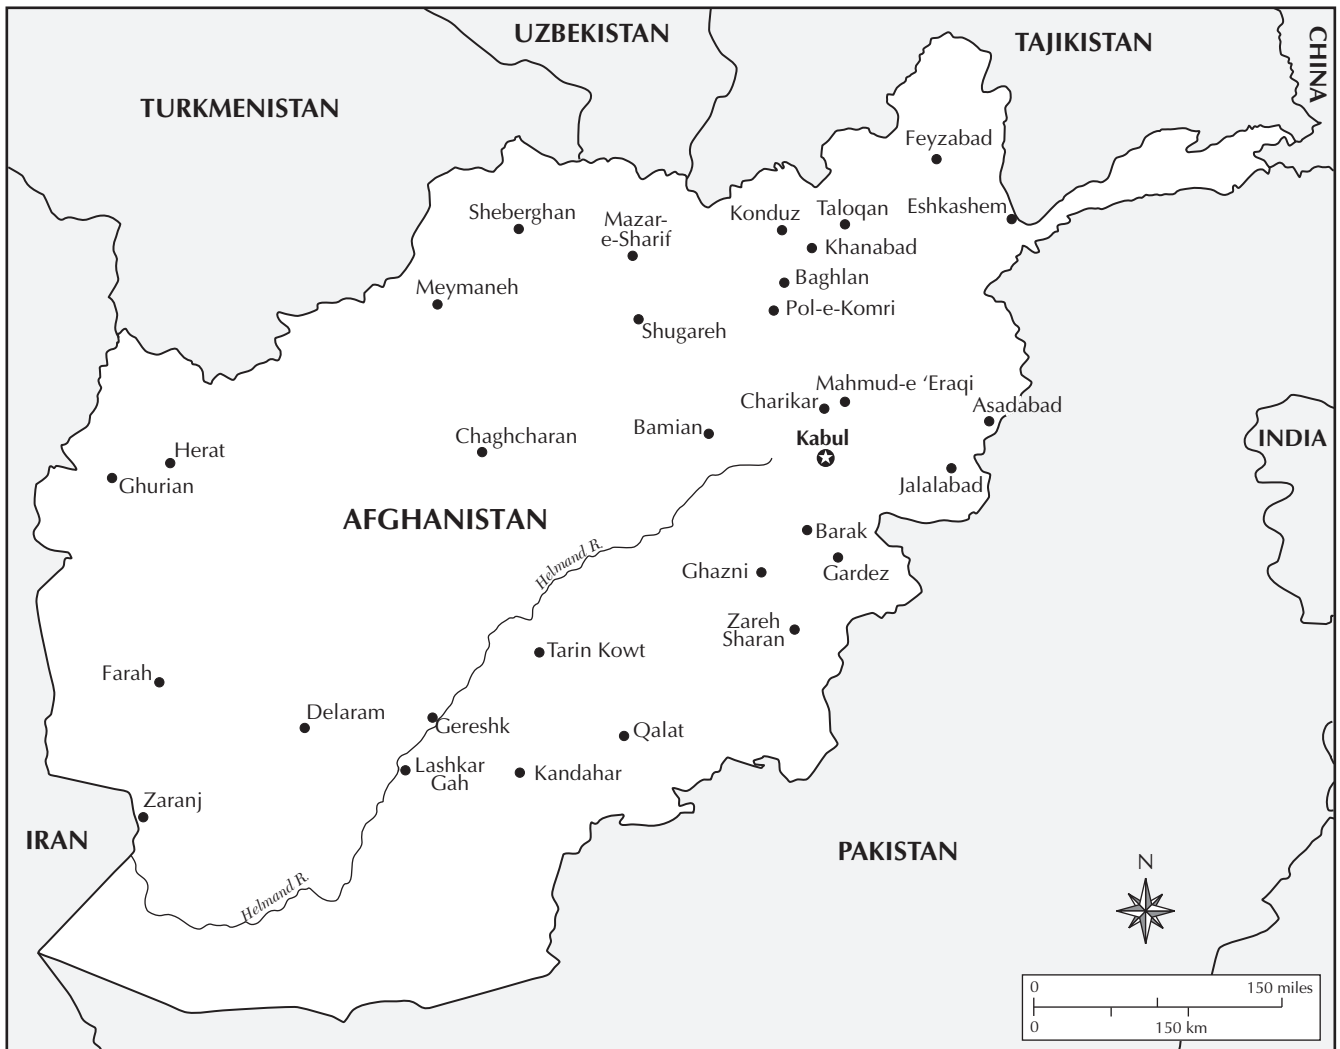 UZBEKISTAN
TAJIKISTAN
CHINA
TURKMENISTAN
Feyzabad
Eshkashem
Sheberghan
Mazar-
e-Sharif
Konduz
Taloqan
Khanabad
Meymaneh
Baghlan
Pol-e-Komri
Shugareh
Mahmud-e ‘Eraqi
Charikar
Asadabad
Bamian
Chaghcharan
Kabul
INDIA
Herat
Ghurian
Jalalabad
AFGHANISTAN
Barak
Helmand R.
Ghazni
Gardez
Zareh
Sharan
Tarin Kowt
Farah
Delaram
Gereshk
Qalat
Lashkar
Gah
Kandahar
Zaranj
IRAN
PAKISTAN
N
Helmand R.
0 150 miles
0 150 km